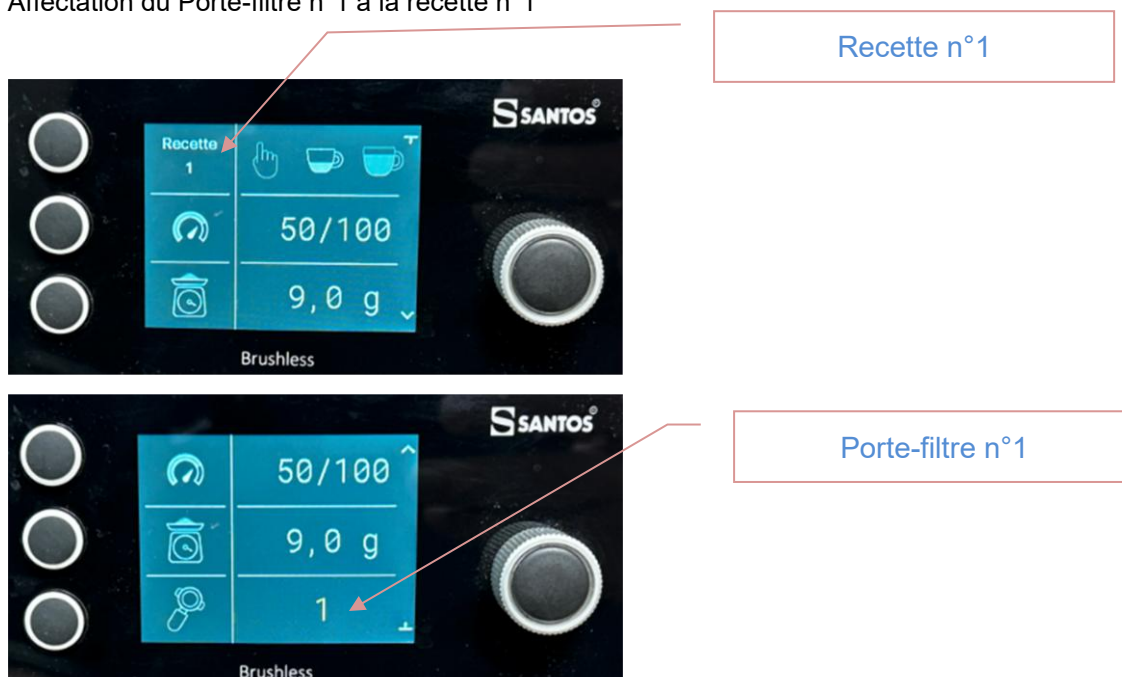 Affectation du Porte-filtre n°1 à la recette n°1
Recette n°1
SANTOS®
Recette
1
50/100
9,0 g
Brushless
SANTOS®
50/100
Porte-filtre n°1
9,0 g
1
Brushless